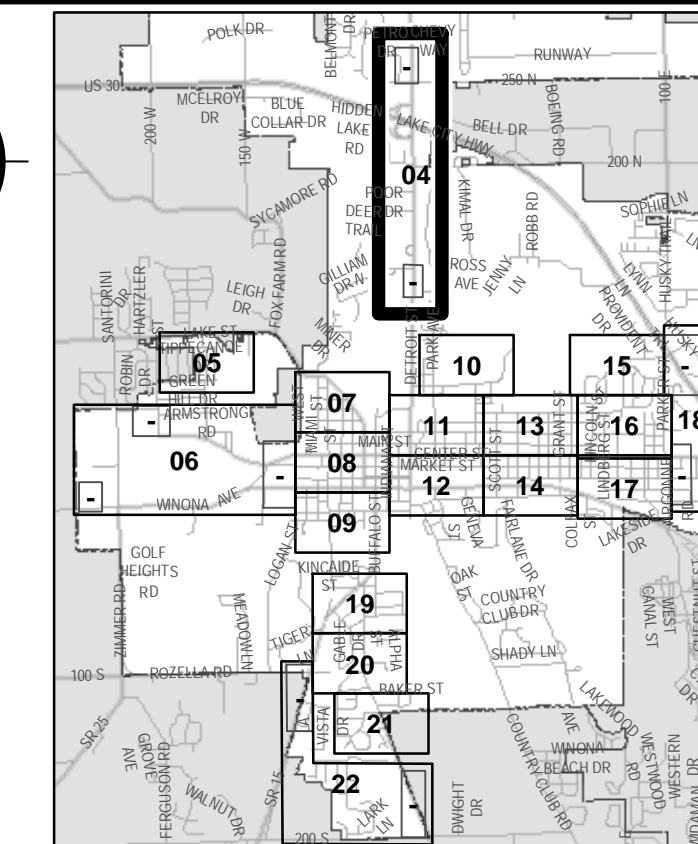 POLK DR
BELMONT
DR
PETRO CHEVY
DR
WAY
RUNWAY
US 30
250 N
100 E
MCELROY
DR
BLUE
COLLAR DR
HIDDEN
LAKE
RD
LAKE CITY HWY
BELL DR
BOEING RD
200 W
150 W
200 N
04
SYCAMORE RD
POOR
DEER DR
TRAIL
KIMAL DR
ROBB RD
SOPHIE LN
HUSKY TRAIL
SANTORINI
DR
HARTZLER
ST
LEIGH
DR
FOX FARM RD
GILLIAM
DR N
ROSS
AVE
JENNY
LN
LYNN
LN
PROVIDENT
DR
HUSKY
TRL
MINER
DR
DETROIT ST
PARK AVE
LAKE ST
TIPPECANOE
05
ROBIN
DR
GREEN
HILL DR
10
15
PARKER ST
ARMSTRONG
RD
WEST
MIAMI ST
ST
07
11
13
GRANT ST
LINCOLN
ST
16
18
06
08
MAIN ST
CENTER ST
MARKET ST
INDIANA ST
SCOTT ST
LINDBERG ST
WINONA AVE
12
14
17
ARGONNE
RD
09
BUFFALO ST
LOGAN ST
GENEVA
ST
FAIRLANE DR
COLFAX
ST
LAKESIDE
DR
GOLF
HEIGHTS
RD
KINCAIDE
ST
ZIMMER RD
MEADOW LN
19
OAK
ST
COUNTRY
CLUB DR
WEST
CANAL ST
CHESTNUT ST
TIGER
LN
GABLE
DR
ST
ALPHA
20
SHADY LN
100 S
ROZELLA RD
BAKER ST
LAKEWOOD
AVE
SR 25
VISTA
DR
21
COUNTRY CLUB RD
WINONA
BEACH DR
GROVE
AVE
FERGUSON RD
WALNUT DR
SR 15
22
LARK
LN
DWIGHT
DR
WESTWOOD
RD
WESTERN
DR
200 S